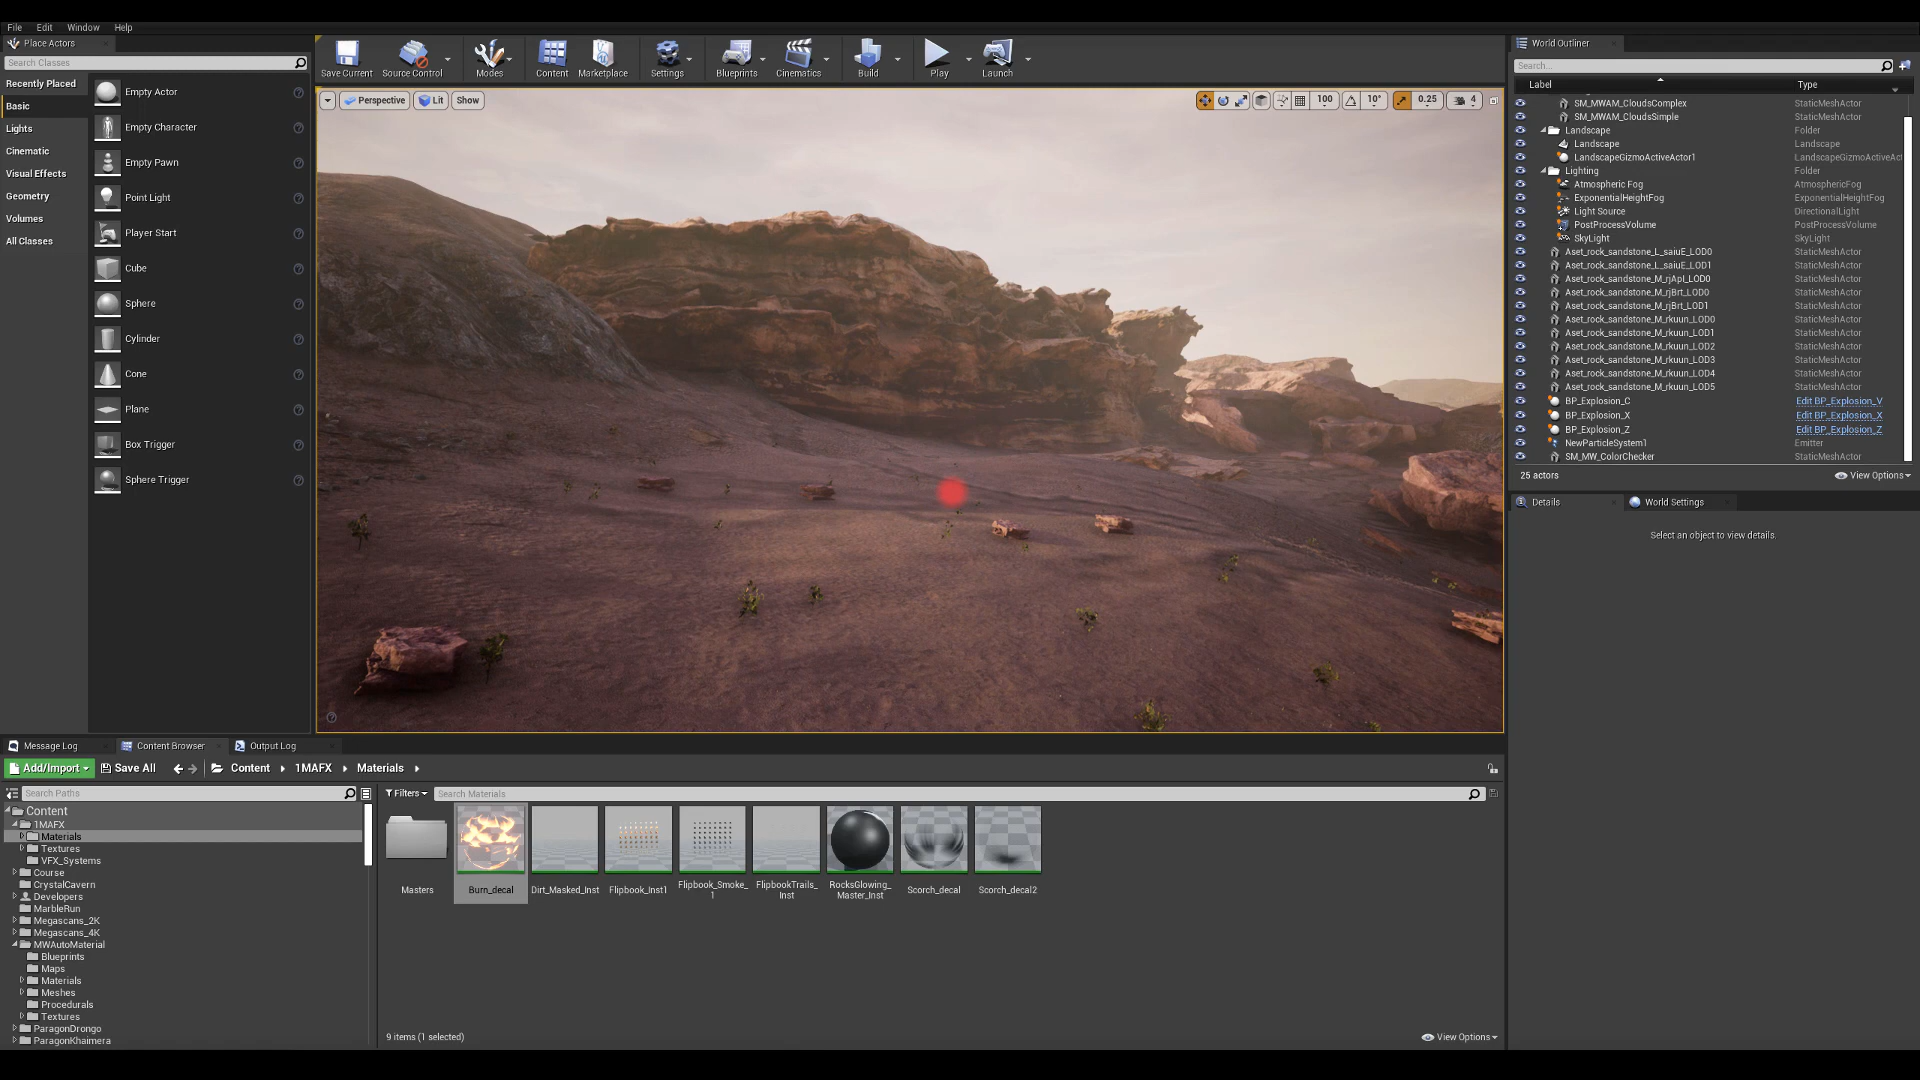 File Edit Window Help
Place Actors
Search Classes
Recently Placed
Basic
Lights
Cinematic
Visual Effects
Geometry
Volumes
All Classes
Empty Actor
Empty Character
Empty Pawn
Point Light
Player Start
Cube
Sphere
Cylinder
Cone
Plane
Box Trigger
Sphere Trigger
Save Current Source Control Modes Content Marketplace Settings Blueprints Cinematics Build Play Launch
Perspective Lit Show
100 10° 0.25 4
World Outliner
Search...
Label Type
SM_MWAM_CloudsComplex StaticMeshActor
SM_MWAM_CloudsSimple StaticMeshActor
Landscape Folder
Landscape Landscape
LandscapeGizmoActiveActor1 LandscapeGizmoActiveAct
Lighting Folder
Atmospheric Fog AtmosphericFog
ExponentialHeightFog ExponentialHeightFog
Light Source DirectionalLight
PostProcessVolume PostProcessVolume
SkyLight SkyLight
Aset_rock_sandstone_L_saiuE_LOD0 StaticMeshActor
Aset_rock_sandstone_L_saiuE_LOD1 StaticMeshActor
Aset_rock_sandstone_M_rjApI_LOD0 StaticMeshActor
Aset_rock_sandstone_M_rjBrt_LOD0 StaticMeshActor
Aset_rock_sandstone_M_rjBrt_LOD1 StaticMeshActor
Aset_rock_sandstone_M_rkuun_LOD0 StaticMeshActor
Aset_rock_sandstone_M_rkuun_LOD1 StaticMeshActor
Aset_rock_sandstone_M_rkuun_LOD2 StaticMeshActor
Aset_rock_sandstone_M_rkuun_LOD3 StaticMeshActor
Aset_rock_sandstone_M_rkuun_LOD4 StaticMeshActor
Aset_rock_sandstone_M_rkuun_LOD5 StaticMeshActor
BP_Explosion_C Edit BP_Explosion_V
BP_Explosion_X Edit BP_Explosion_X
BP_Explosion_Z Edit BP_Explosion_Z
NewParticleSystem1 Emitter
SM_MW_ColorChecker StaticMeshActor
25 actors View Options
Details World Settings
Select an object to view details.
Message Log Content Browser Output Log
Add/Import Save All Content 1MAFX Materials
Search Paths
Content
1MAFX
Materials
Textures
VFX_Systems
Course
CrystalCavern
Developers
MarbleRun
Megascans_2K
Megascans_4K
MWAutoMaterial
Blueprints
Maps
Materials
Meshes
Procedurals
Textures
ParagonDrongo
ParagonKhaimera
Filters Search Materials
Masters
Burn_decal
Dirt_Masked_Inst
Flipbook_Inst1
Flipbook_Smoke_
1
FlipbookTrails_
Inst
RocksGlowing_
Master_Inst
Scorch_decal
Scorch_decal2
9 items (1 selected) View Options